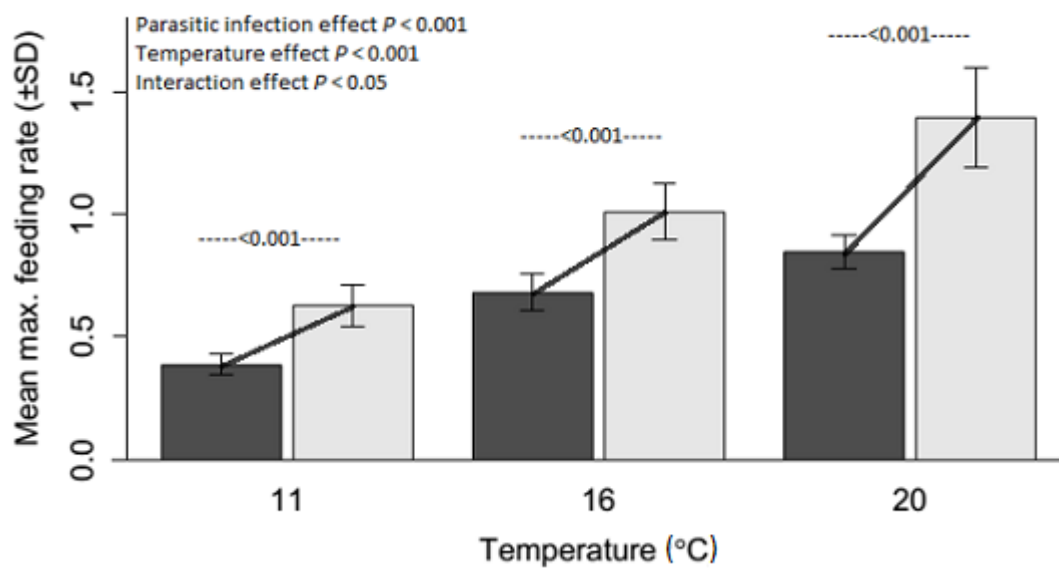 Parasitic infection effect P < 0.001
Temperature effect P < 0.001
Interaction effect P < 0.05
-----<0.001-----
-----<0.001-----
-----<0.001-----
Mean max. feeding rate (±SD)
1.5
1.0
0.5
0.0
11 16 20
Temperature (°C)